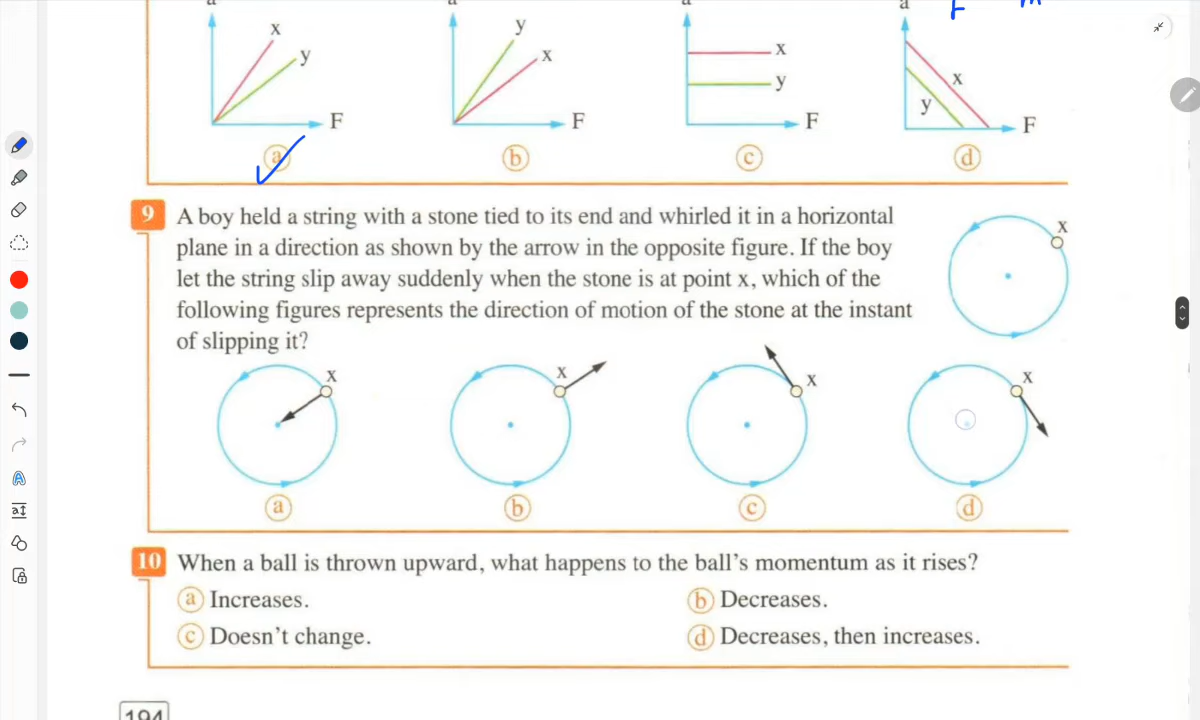 F
x
y
F
a
y
x
F
b
x
y
F
c
a
x
y
F
d
9 A boy held a string with a stone tied to its end and whirled it in a horizontal
plane in a direction as shown by the arrow in the opposite figure. If the boy
let the string slip away suddenly when the stone is at point x, which of the
following figures represents the direction of motion of the stone at the instant
of slipping it?
x
x
a
x
b
x
c
x
d
10 When a ball is thrown upward, what happens to the ball's momentum as it rises?
a Increases.
b Decreases.
c Doesn't change.
d Decreases, then increases.
194